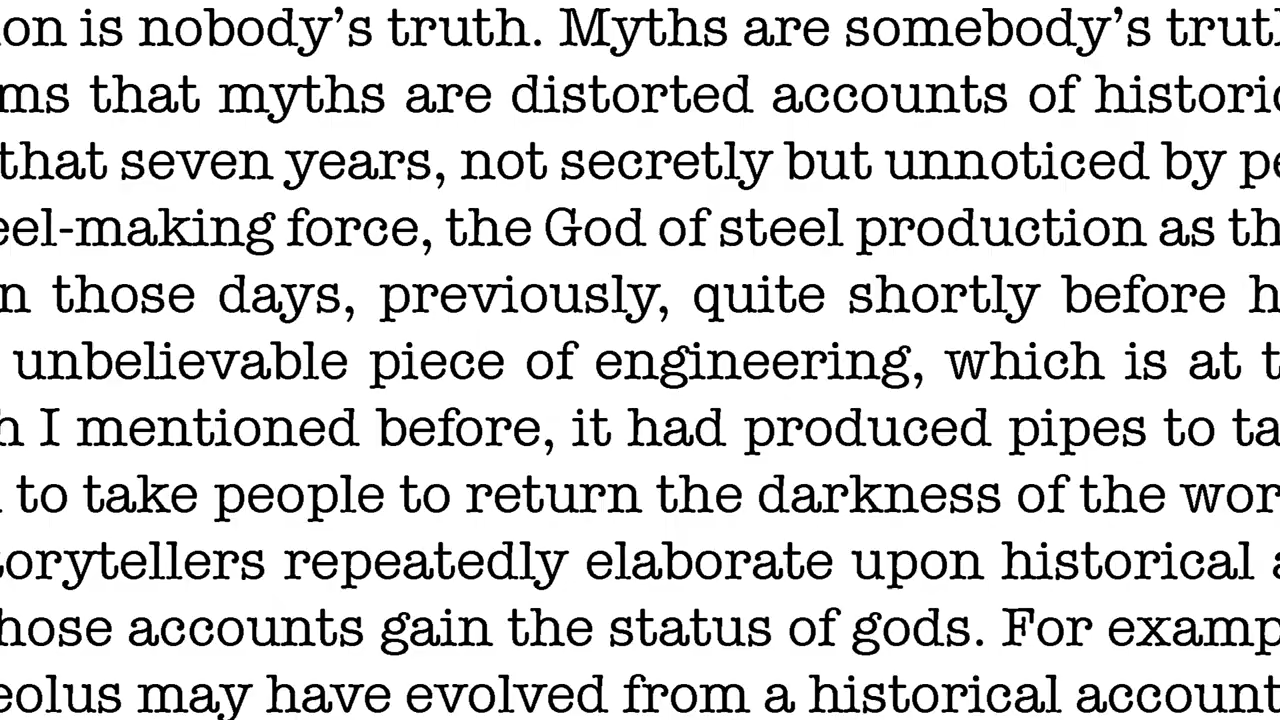 on is nobody’s truth. Myths are somebody’s trut
ms that myths are distorted accounts of histori
that seven years, not secretly but unnoticed by pe
eel-making force, the God of steel production as th
n those days, previously, quite shortly before h
unbelievable piece of engineering, which is at t
h I mentioned before, it had produced pipes to ta
to take people to return the darkness of the wor
torytellers repeatedly elaborate upon historical a
hose accounts gain the status of gods. For examp
eolus may have evolved from a historical account